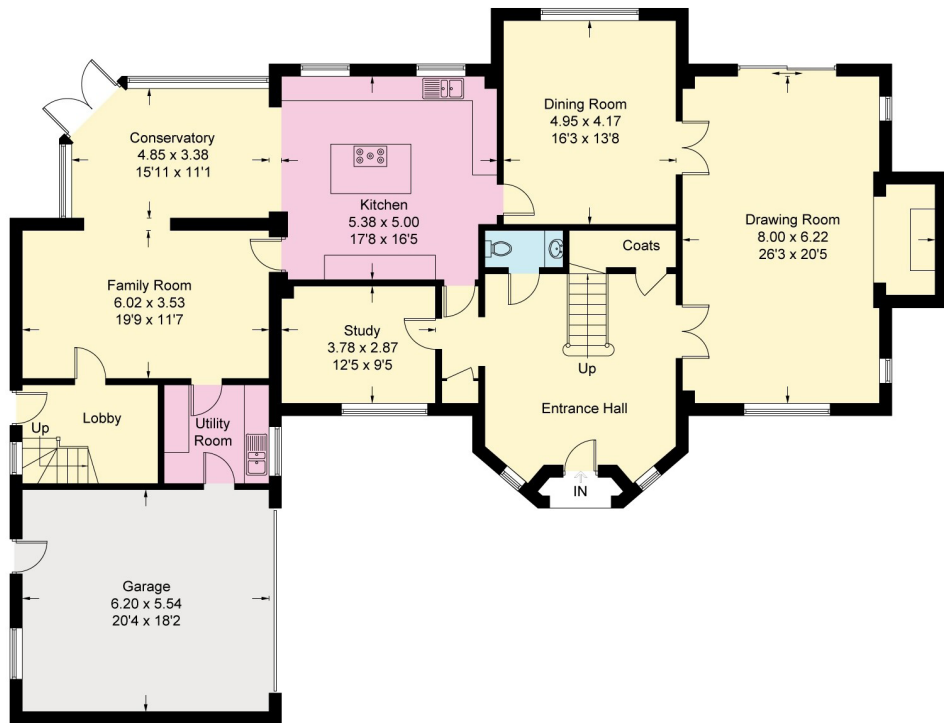 Dining Room
4.95 x 4.17
16'3 x 13'8
Conservatory
4.85 x 3.38
15'11 x 11'1
Kitchen
5.38 x 5.00
17'8 x 16'5
Drawing Room
8.00 x 6.22
26'3 x 20'5
Coats
Family Room
6.02 x 3.53
19'9 x 11'7
Study
3.78 x 2.87
12'5 x 9'5
Up
Entrance Hall
Lobby
Up
Utility
Room
IN
Garage
6.20 x 5.54
20'4 x 18'2